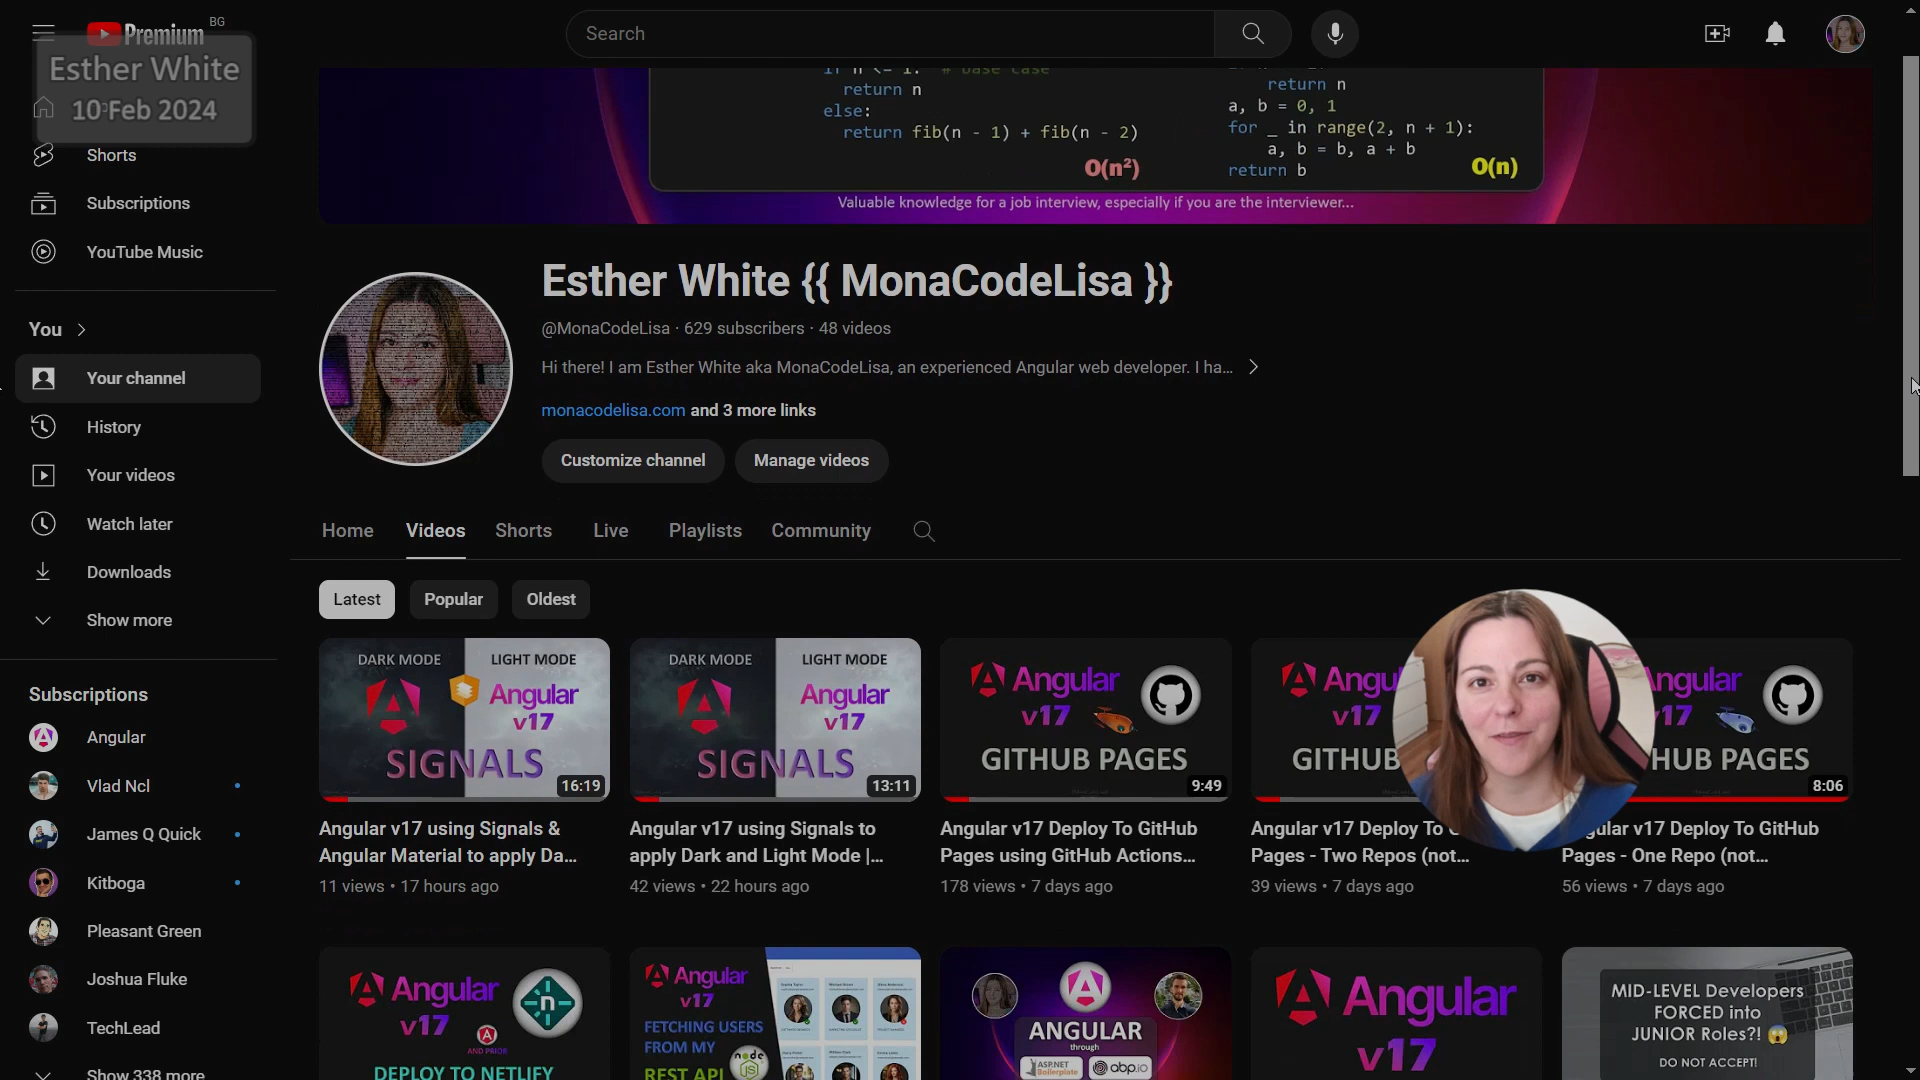 BG
Premium
Search
Esther White
10 Feb 2024
Shorts
Subscriptions
YouTube Music
You
Your channel
History
Your videos
Watch later
Downloads
Show more
Subscriptions
Angular
Vlad Ncl
James Q Quick
Kitboga
Pleasant Green
Joshua Fluke
TechLead
Show 338 more
return n
else:
return fib(n - 1) + fib(n - 2)
O(n²)
return n
a, b = 0, 1
for _ in range(2, n + 1):
a, b = b, a + b
return b
O(n)
Valuable knowledge for a job interview, especially if you are the interviewer...
Esther White {{ MonaCodeLisa }}
@MonaCodeLisa · 629 subscribers · 48 videos
Hi there! I am Esther White aka MonaCodeLisa, an experienced Angular web developer. I ha...
monacodelisa.com and 3 more links
Customize channel
Manage videos
Home
Videos
Shorts
Live
Playlists
Community
Latest
Popular
Oldest
DARK MODE
LIGHT MODE
Angular
v17
SIGNALS
16:19
Angular v17 using Signals &
Angular Material to apply Da...
11 views • 17 hours ago
DARK MODE
LIGHT MODE
Angular
v17
SIGNALS
13:11
Angular v17 using Signals to
apply Dark and Light Mode |...
42 views • 22 hours ago
Angular
v17
GITHUB PAGES
9:49
Angular v17 Deploy To GitHub
Pages using GitHub Actions...
178 views • 7 days ago
Angu
v17
GITHUB
Angular v17 Deploy To
Pages - Two Repos (not...
39 views • 7 days ago
ngular
v17
HUB PAGES
8:06
gular v17 Deploy To GitHub
Pages - One Repo (not...
56 views • 7 days ago
Angular
v17
AND PRIOR
DEPLOY TO NETLIFY
Angular
v17
FETCHING USERS
FROM MY
REST API
node
JS
ANGULAR
through
ASP.NET
Boilerplate
abp.io
Angular
v17
MID-LEVEL Developers
FORCED into
JUNIOR Roles?!
DO NOT ACCEPT!